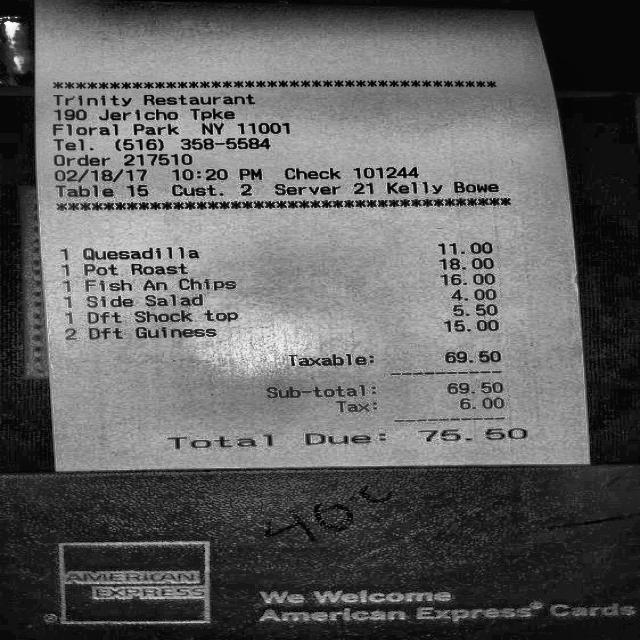 ****************************************
Trinity Restaurant
190 Jericho Tpke
Floral Park  NY 11001
Tel. (516) 358-5584
Order 217510
02/18/17  10:20 PM  Check 101244
Table 15  Cust. 2  Server 21 Kelly Bowe
****************************************
1 Quesadilla 11.00
1 Pot Roast 18.00
1 Fish An Chips 16.00
1 Side Salad 4.00
1 Dft Shock top 5.50
2 Dft Guiness 15.00
Taxable: 69.50
Sub-total: 69.50
Tax: 6.00
Total Due: 75.50
AMERICAN
EXPRESS
®
We Welcome
American Express® Cards